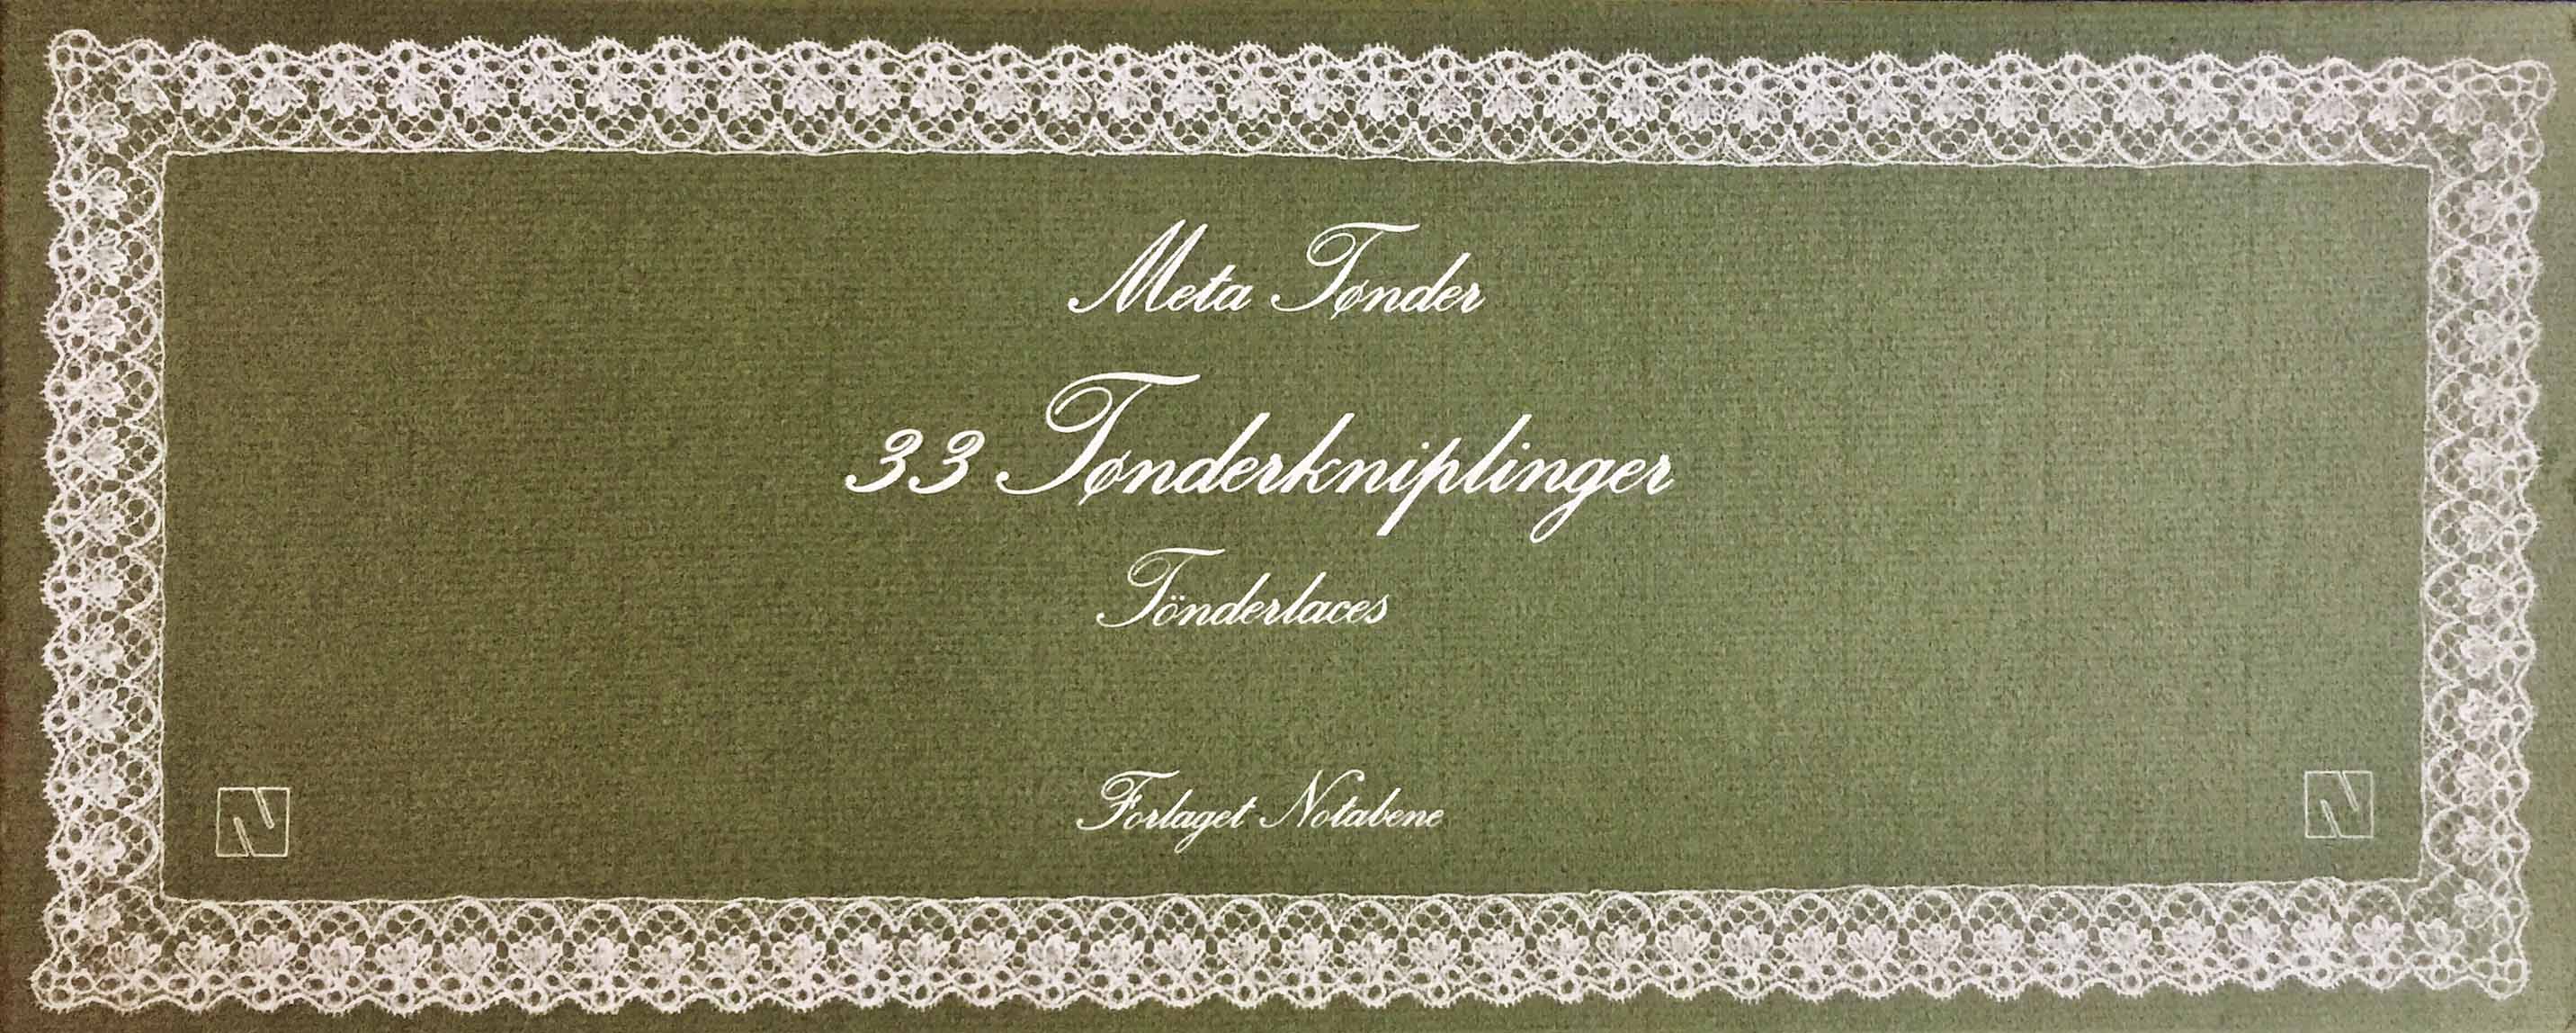 Meta Tønder
33 Tønderkniplinger
Tönderlaces
Forlaget Notabene
N N